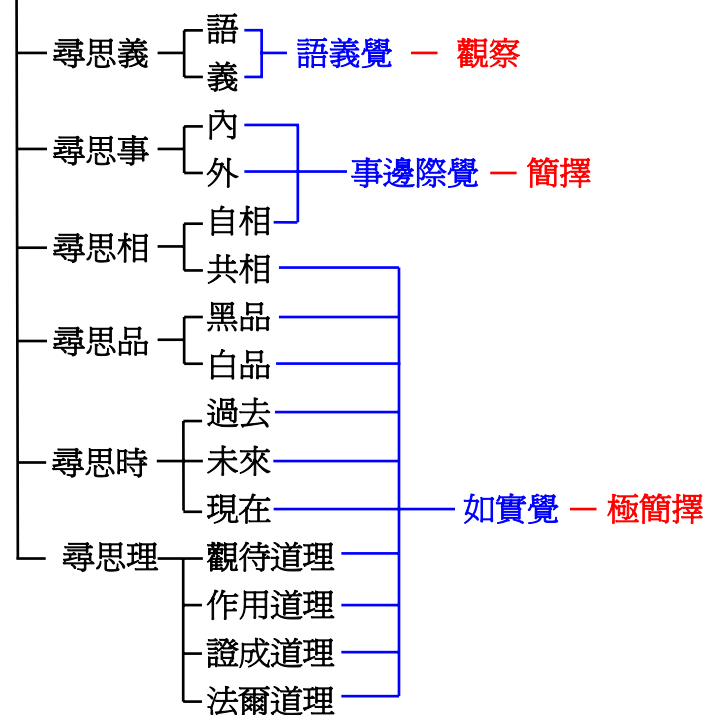 語
尋思義 語義覺 — 觀察
義
內
尋思事
外 事邊際覺 — 簡擇
自相
尋思相
共相
黑品
尋思品
白品
過去
尋思時 未來
現在 如實覺 — 極簡擇
尋思理 觀待道理
作用道理
證成道理
法爾道理